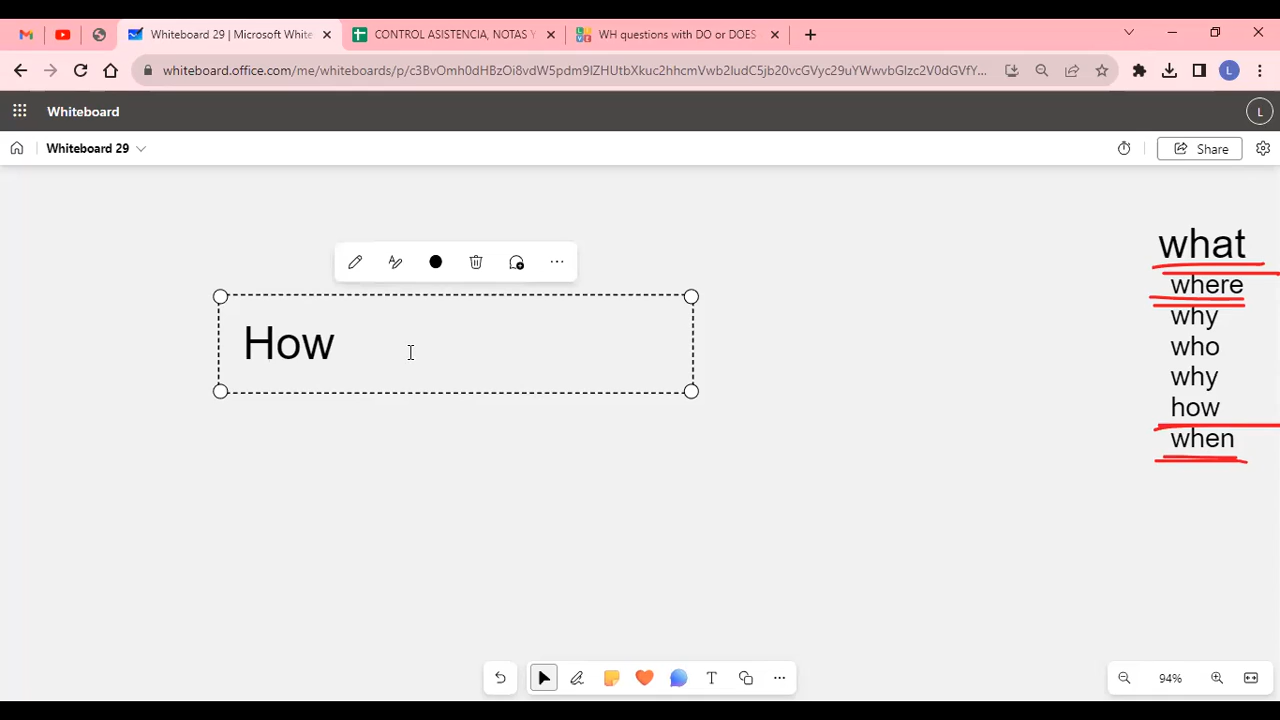 Whiteboard 29 | Microsoft White
CONTROL ASISTENCIA, NOTAS Y
WH questions with DO or DOES
whiteboard.office.com/me/whiteboards/p/c3BvOmh0dHBzOi8vdW5pdm9lZHUtbXkuc2hhcmVwb2ludC5jb20vcGVyc29uYWwvbGlzc2V0dGVfY...
L
Whiteboard
L
Whiteboard 29
Share
How
what
where
why
who
why
how
when
T
94%